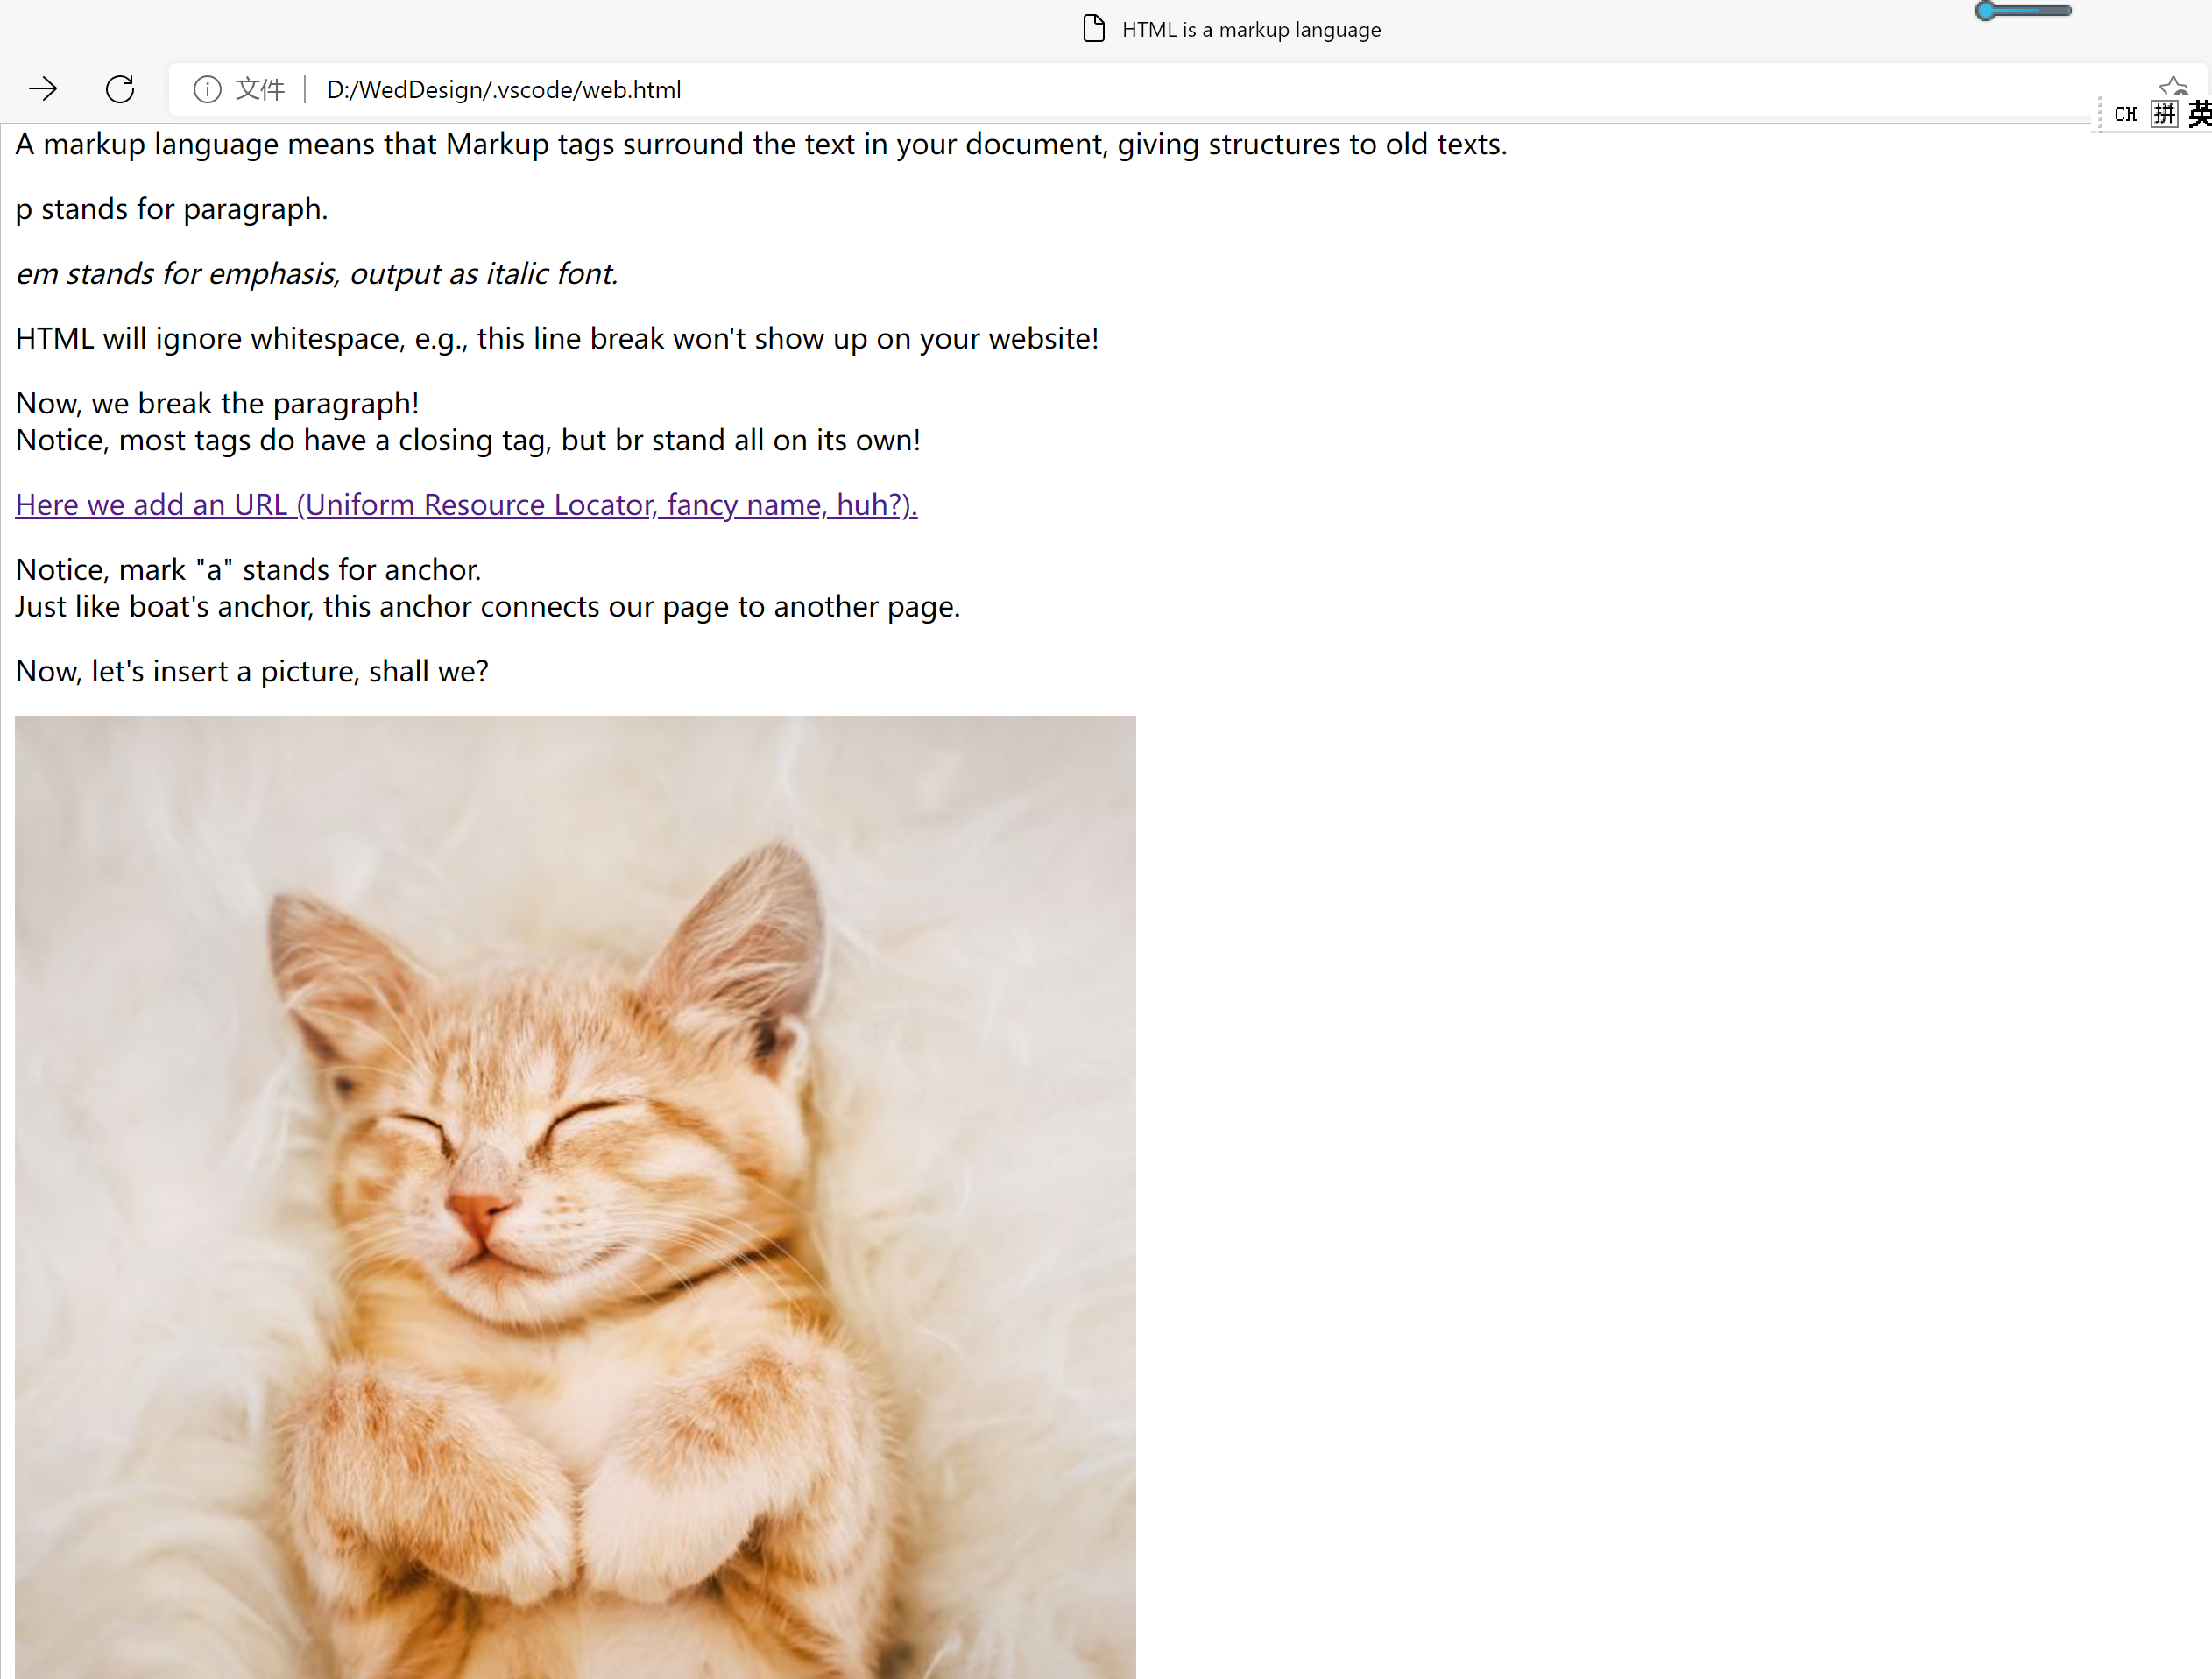 HTML is a markup language
文件 D:/WedDesign/.vscode/web.html
CH 拼 英
A markup language means that Markup tags surround the text in your document, giving structures to old texts.
p stands for paragraph.
em stands for emphasis, output as italic font.
HTML will ignore whitespace, e.g., this line break won't show up on your website!
Now, we break the paragraph!
Notice, most tags do have a closing tag, but br stand all on its own!
Here we add an URL (Uniform Resource Locator, fancy name, huh?).
Notice, mark "a" stands for anchor.
Just like boat's anchor, this anchor connects our page to another page.
Now, let's insert a picture, shall we?